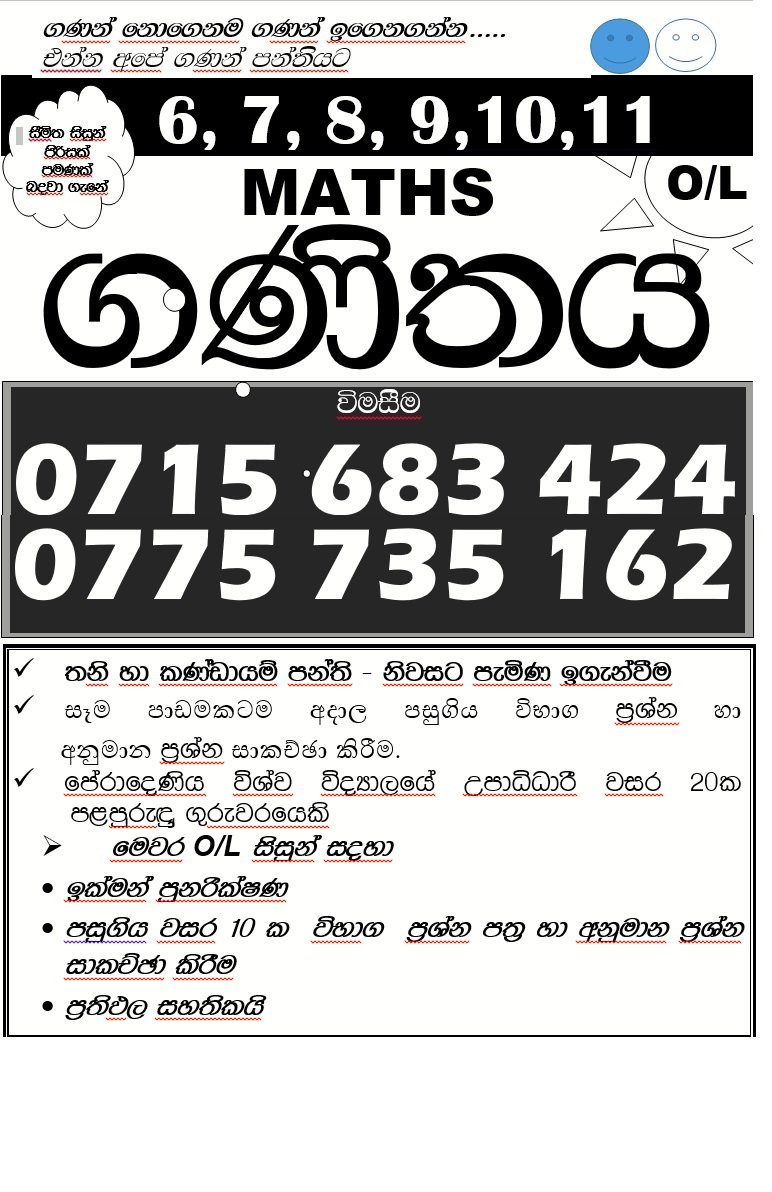 ගණන් නොගෙනම ගණන් ඉගෙනගන්න.....
එන්න අපේ ගණන් පන්තියට
6, 7, 8, 9,10,11
සීමිත සිසුන්
පිරිසක්
පමණක්
බඳවා ගැනේ
MATHS
O/L
ගණිතය
විමසීම
0715 683 424
0775 735 162
✓ තනි හා කණ්ඩායම් පන්ති - නිවසට පැමිණ ඉගැන්වීම
✓ සෑම පාඩමකටම අදාල පසුගිය විභාග ප්‍රශ්න හා
අනුමාන ප්‍රශ්න සාකච්ඡා කිරීම.
✓ පේරාදෙණිය විශ්ව විද්‍යාලයේ උපාධිධාරී වසර 20ක
පළපුරුඳු ගුරුවරයෙකි
➢ මෙවර O/L සිසුන් සදහා
• ඉක්මන් පුනරීක්ෂණ
• පසුගිය වසර 10 ක විභාග ප්‍රශ්න පත්‍ර හා අනුමාන ප්‍රශ්න
සාකච්ඡා කිරීම
• ප්‍රතිඵල සහතිකයි